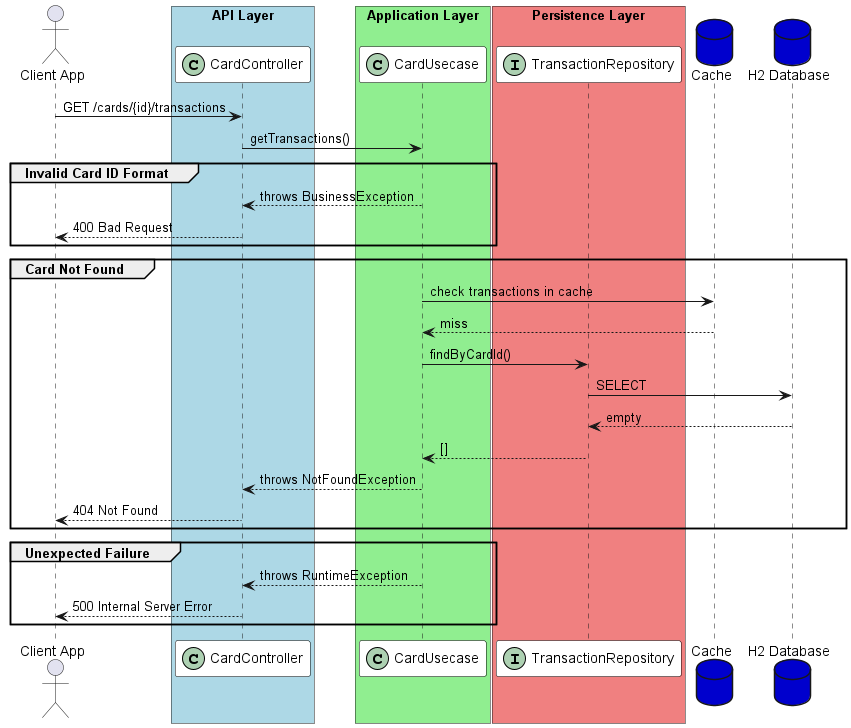 API Layer
Application Layer
Persistence Layer
Client App
C CardController
C CardUsecase
I TransactionRepository
Cache
H2 Database
GET /cards/{id}/transactions
getTransactions()
Invalid Card ID Format
throws BusinessException
400 Bad Request
Card Not Found
check transactions in cache
miss
findByCardId()
SELECT
empty
[]
throws NotFoundException
404 Not Found
Unexpected Failure
throws RuntimeException
500 Internal Server Error
Client App
C CardController
C CardUsecase
I TransactionRepository
Cache
H2 Database